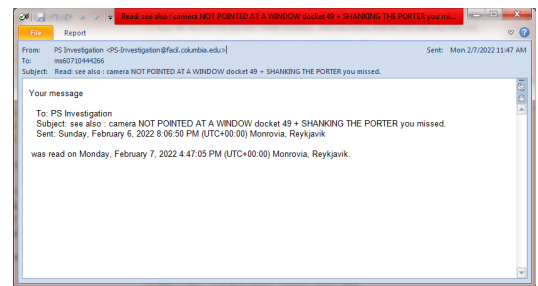 Read: see also : camera NOT POINTED AT A WINDOW docket 49 + SHANKING THE PORTER you mi...
File Report
From: PS Investigation <PS-Investigation@facil.columbia.edu> Sent: Mon 2/7/2022 11:47 AM
To: ms60710444266
Subject: Read: see also : camera NOT POINTED AT A WINDOW docket 49 + SHANKING THE PORTER you missed.
Your message
To: PS Investigation
Subject: see also : camera NOT POINTED AT A WINDOW docket 49 + SHANKING THE PORTER you missed.
Sent: Sunday, February 6, 2022 8:06:50 PM (UTC+00:00) Monrovia, Reykjavik
was read on Monday, February 7, 2022 4:47:05 PM (UTC+00:00) Monrovia, Reykjavik.